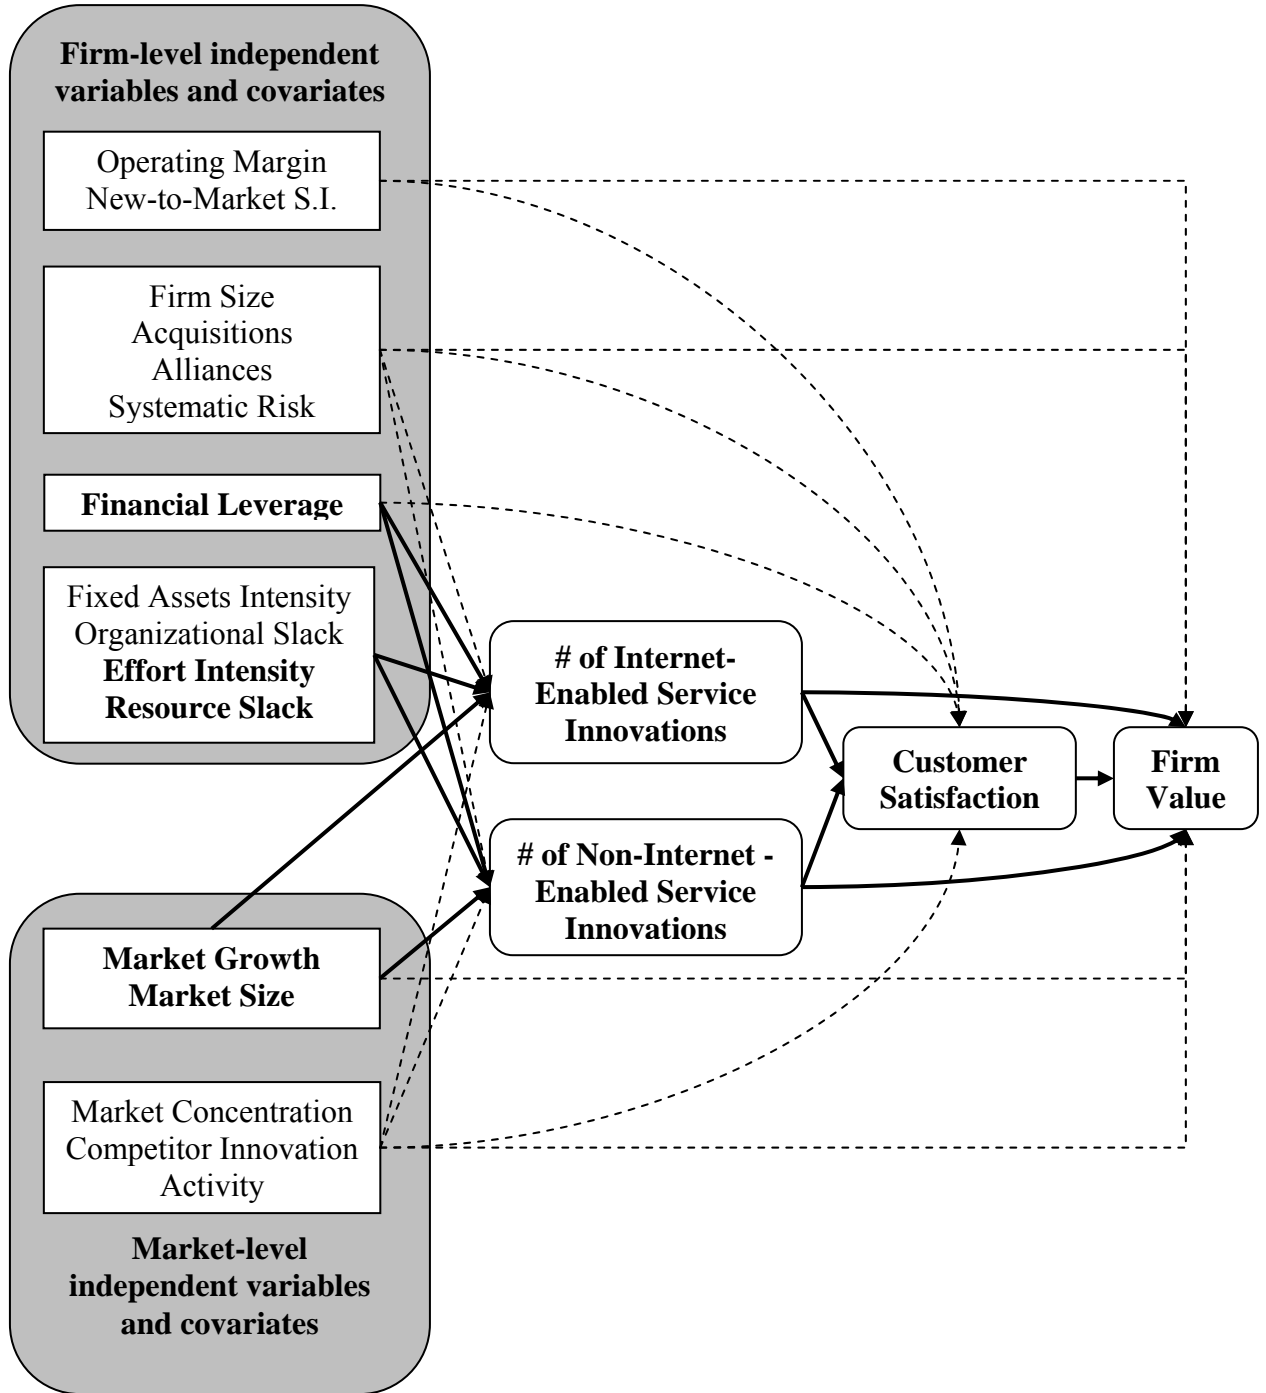 Firm-level independent
variables and covariates
Operating Margin
New-to-Market S.I.
Firm Size
Acquisitions
Alliances
Systematic Risk
Financial Leverage
Fixed Assets Intensity
Organizational Slack
Effort Intensity
Resource Slack
# of Internet-
Enabled Service
Innovations
# of Non-Internet -
Enabled Service
Innovations
Customer
Satisfaction
Firm
Value
Market Growth
Market Size
Market Concentration
Competitor Innovation
Activity
Market-level
independent variables
and covariates